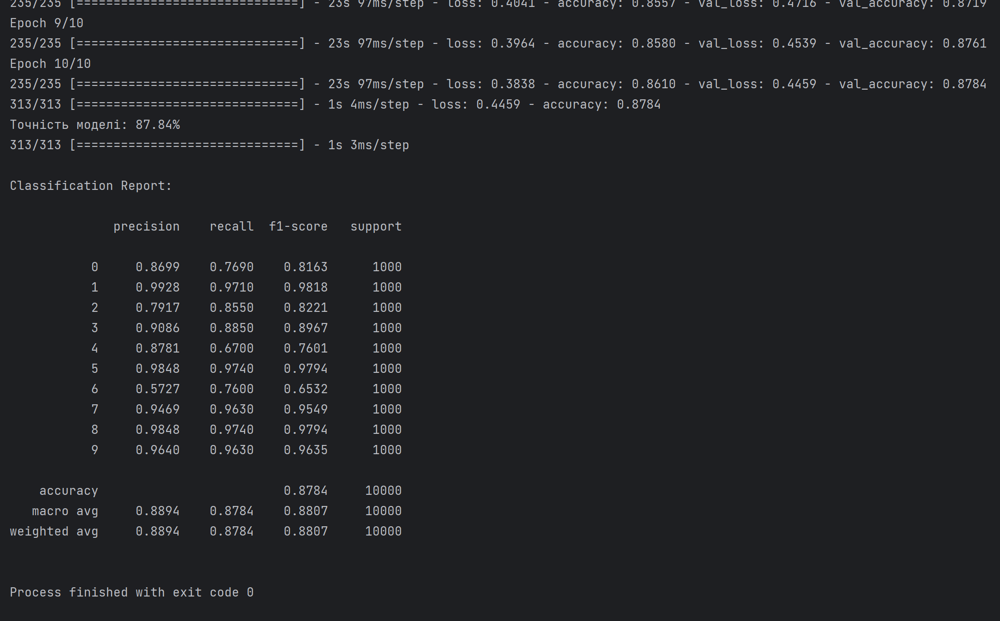 235/235 [==============================] - 23s 97ms/step - loss: 0.4041 - accuracy: 0.8557 - val_loss: 0.4716 - val_accuracy: 0.8719
Epoch 9/10
235/235 [==============================] - 23s 97ms/step - loss: 0.3964 - accuracy: 0.8580 - val_loss: 0.4539 - val_accuracy: 0.8761
Epoch 10/10
235/235 [==============================] - 23s 97ms/step - loss: 0.3838 - accuracy: 0.8610 - val_loss: 0.4459 - val_accuracy: 0.8784
313/313 [==============================] - 1s 4ms/step - loss: 0.4459 - accuracy: 0.8784
Точність моделі: 87.84%
313/313 [==============================] - 1s 3ms/step
Classification Report:
precision recall f1-score support
0 0.8699 0.7690 0.8163 1000
1 0.9928 0.9710 0.9818 1000
2 0.7917 0.8550 0.8221 1000
3 0.9086 0.8850 0.8967 1000
4 0.8781 0.6700 0.7601 1000
5 0.9848 0.9740 0.9794 1000
6 0.5727 0.7600 0.6532 1000
7 0.9469 0.9630 0.9549 1000
8 0.9848 0.9740 0.9794 1000
9 0.9640 0.9630 0.9635 1000
accuracy 0.8784 10000
macro avg 0.8894 0.8784 0.8807 10000
weighted avg 0.8894 0.8784 0.8807 10000
Process finished with exit code 0